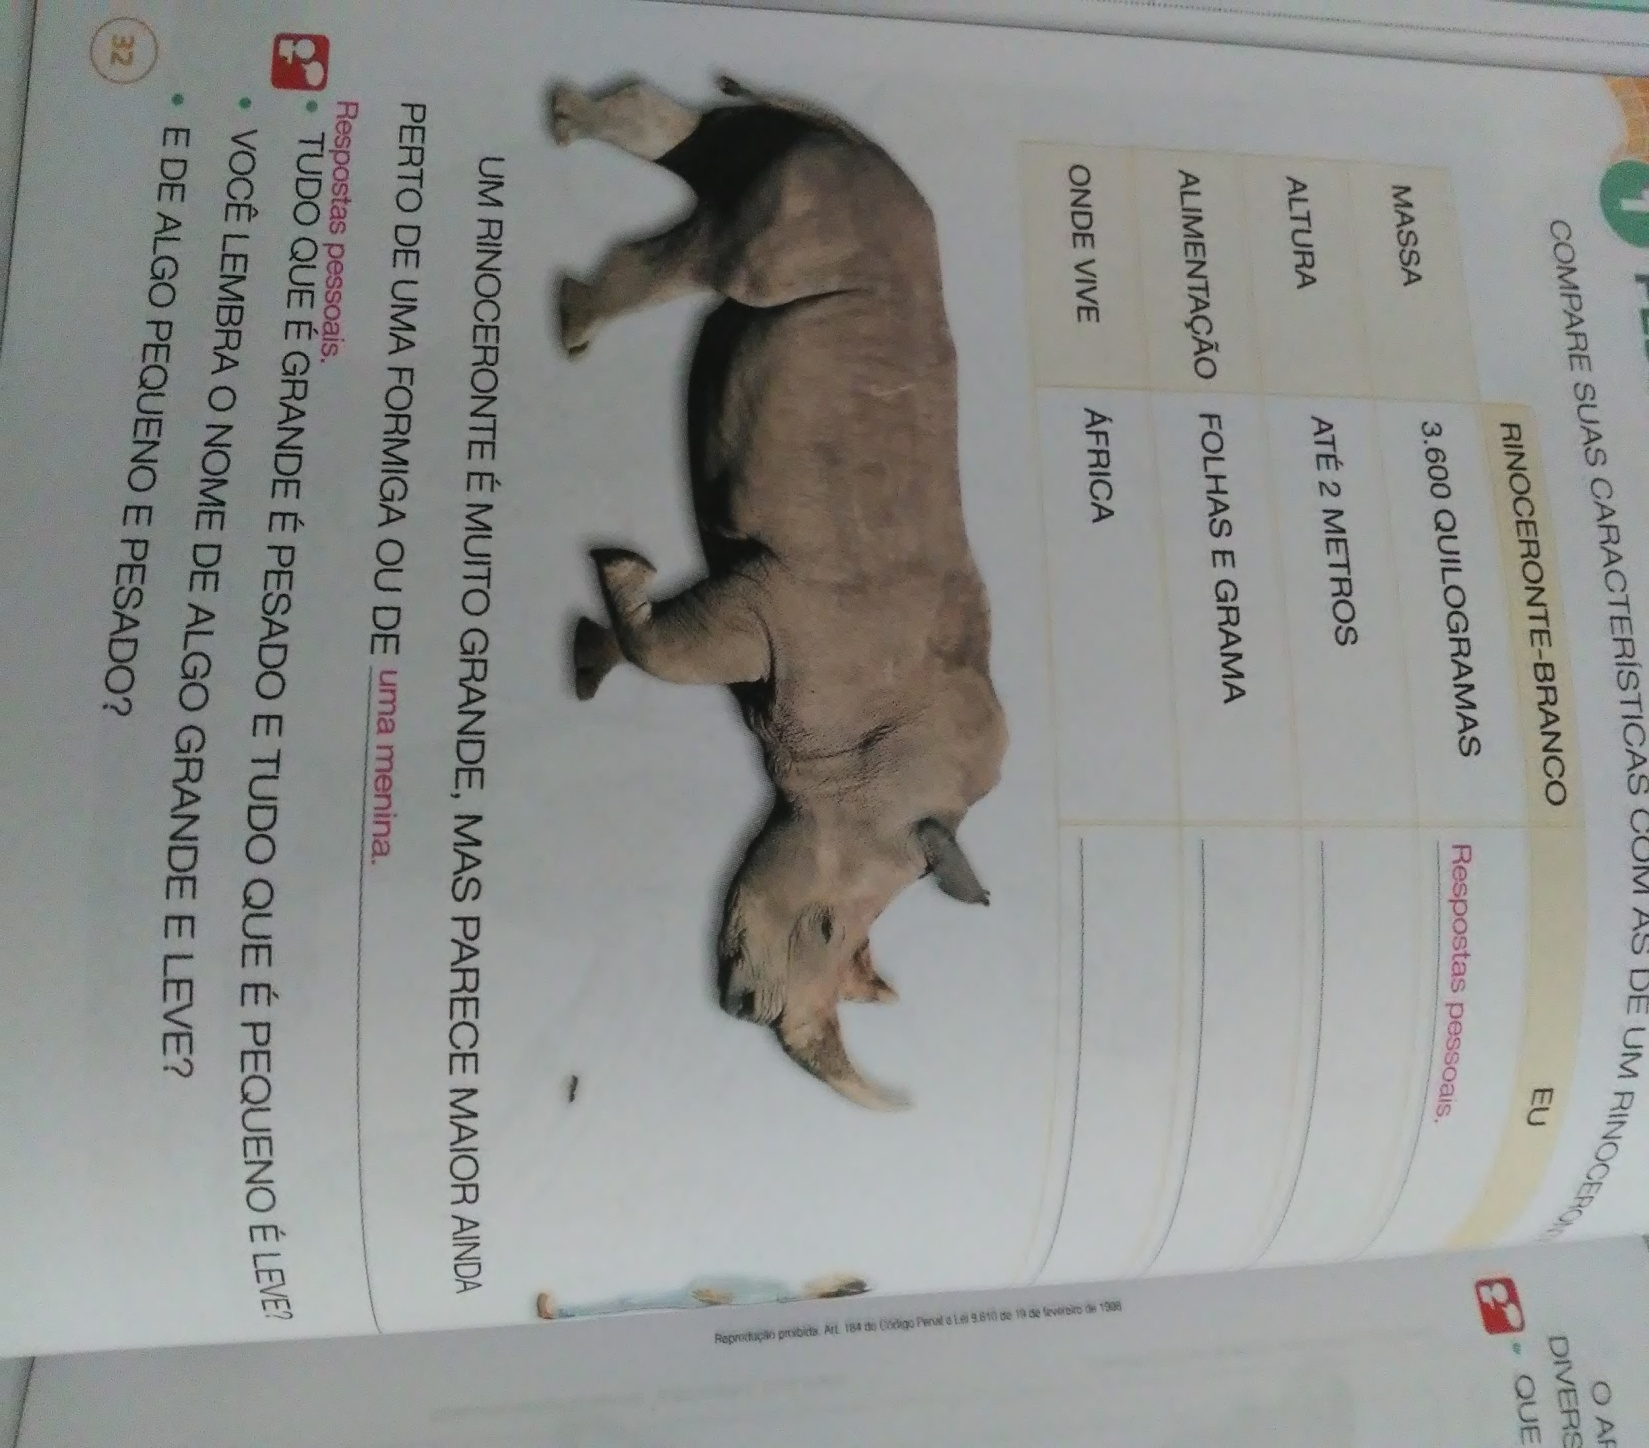 COMPARE SUAS CARACTERÍSTICAS COM AS DE UM
RINOCERONTE-BRANCO EU
MASSA 3.600 QUILOGRAMAS Respostas pessoais.
ALTURA ATÉ 2 METROS
ALIMENTAÇÃO FOLHAS E GRAMA
ONDE VIVE ÁFRICA
UM RINOCERONTE É MUITO GRANDE, MAS PARECE MAIOR AINDA
PERTO DE UMA FORMIGA OU DE uma menina.
Respostas pessoais.
• TUDO QUE É GRANDE É PESADO E TUDO QUE É PEQUENO É LEVE?
• VOCÊ LEMBRA O NOME DE ALGO GRANDE E LEVE?
• E DE ALGO PEQUENO E PESADO?
32
Reprodução proibida. Art. 184 do Código Penal e Lei 9.610 de 19 de fevereiro de 1998
O
DIVERS
• QUE